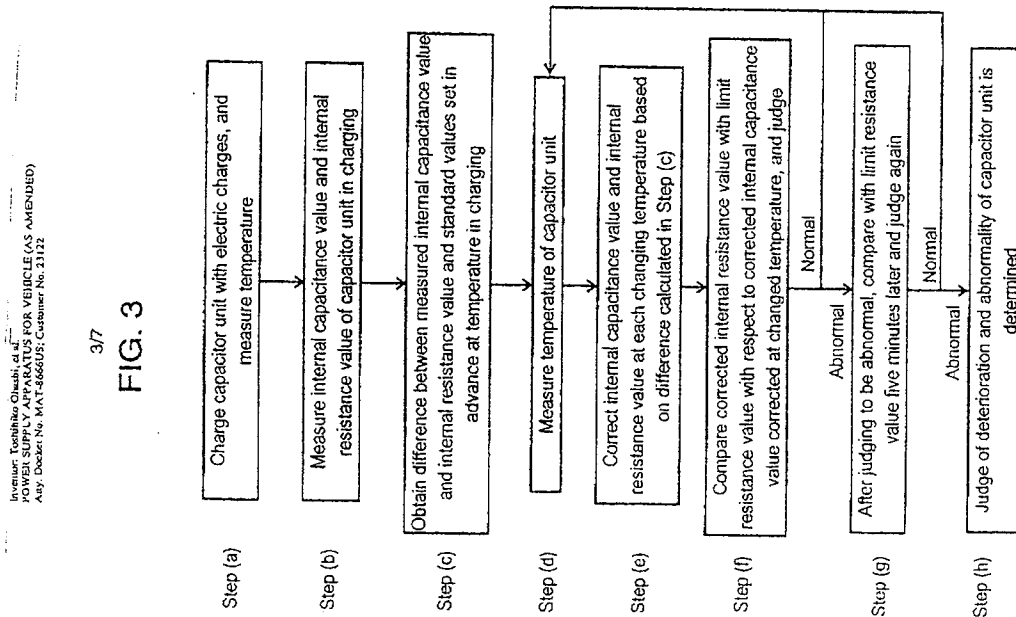 Inventor: Toshihiko Ohashi, et al.
POWER SUPPLY APPARATUS FOR VEHICLE (AS AMENDED)
Atty. Docket No. MAT-8666US; Customer No. 23122
3/7
FIG. 3
Step (a)
Charge capacitor unit with electric charges, and
measure temperature
Step (b)
Measure internal capacitance value and internal
resistance value of capacitor unit in charging
Step (c)
Obtain difference between measured internal capacitance value
and internal resistance value and standard values set in
advance at temperature in charging
Step (d)
Measure temperature of capacitor unit
Step (e)
Correct internal capacitance value and internal
resistance value at each changing temperature based
on difference calculated in Step (c)
Step (f)
Compare corrected internal resistance value with limit
resistance value with respect to corrected internal capacitance
value corrected at changed temperature, and judge
Abnormal
Normal
Step (g)
After judging to be abnormal, compare with limit resistance
value five minutes later and judge again
Abnormal
Normal
Step (h)
Judge of deterioration and abnormality of capacitor unit is
determined